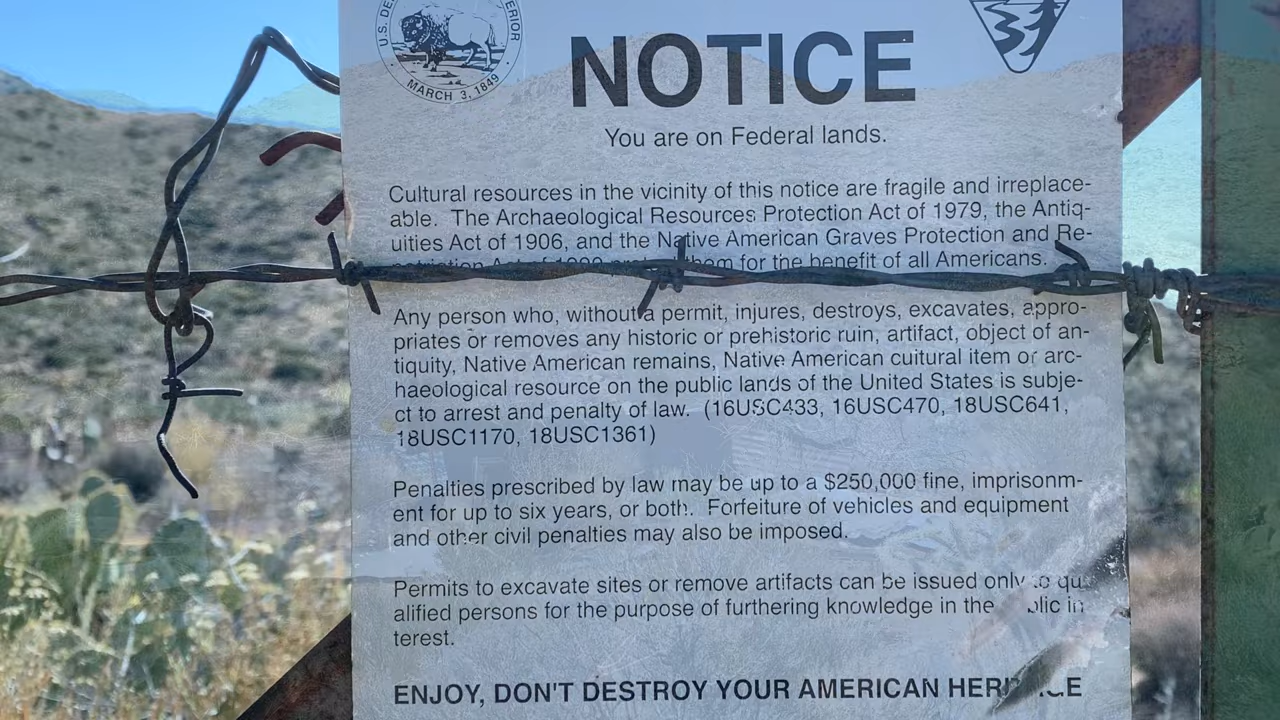 U.S. DE
ERIOR
MARCH 3, 1849
NOTICE
You are on Federal lands.
Cultural resources in the vicinity of this notice are fragile and irreplace-
able. The Archaeological Resources Protection Act of 1979, the Antiq-
uities Act of 1906, and the Native American Graves Protection and Re-
for the benefit of all Americans.
Any person who, without a permit, injures, destroys, excavates, appro-
priates or removes any historic or prehistoric ruin, artifact, object of an-
tiquity, Native American remains, Native American cultural item or arc-
haeological resource on the public lands of the United States is subje-
ct to arrest and penalty of law. (16USC433, 16USC470, 18USC641,
18USC1170, 18USC1361)
Penalties prescribed by law may be up to a $250,000 fine, imprisonm-
ent for up to six years, or both. Forfeiture of vehicles and equipment
and other civil penalties may also be imposed.
Permits to excavate sites or remove artifacts can be issued only to qu
alified persons for the purpose of furthering knowledge in the in
terest.
ENJOY, DON'T DESTROY YOUR AMERICAN